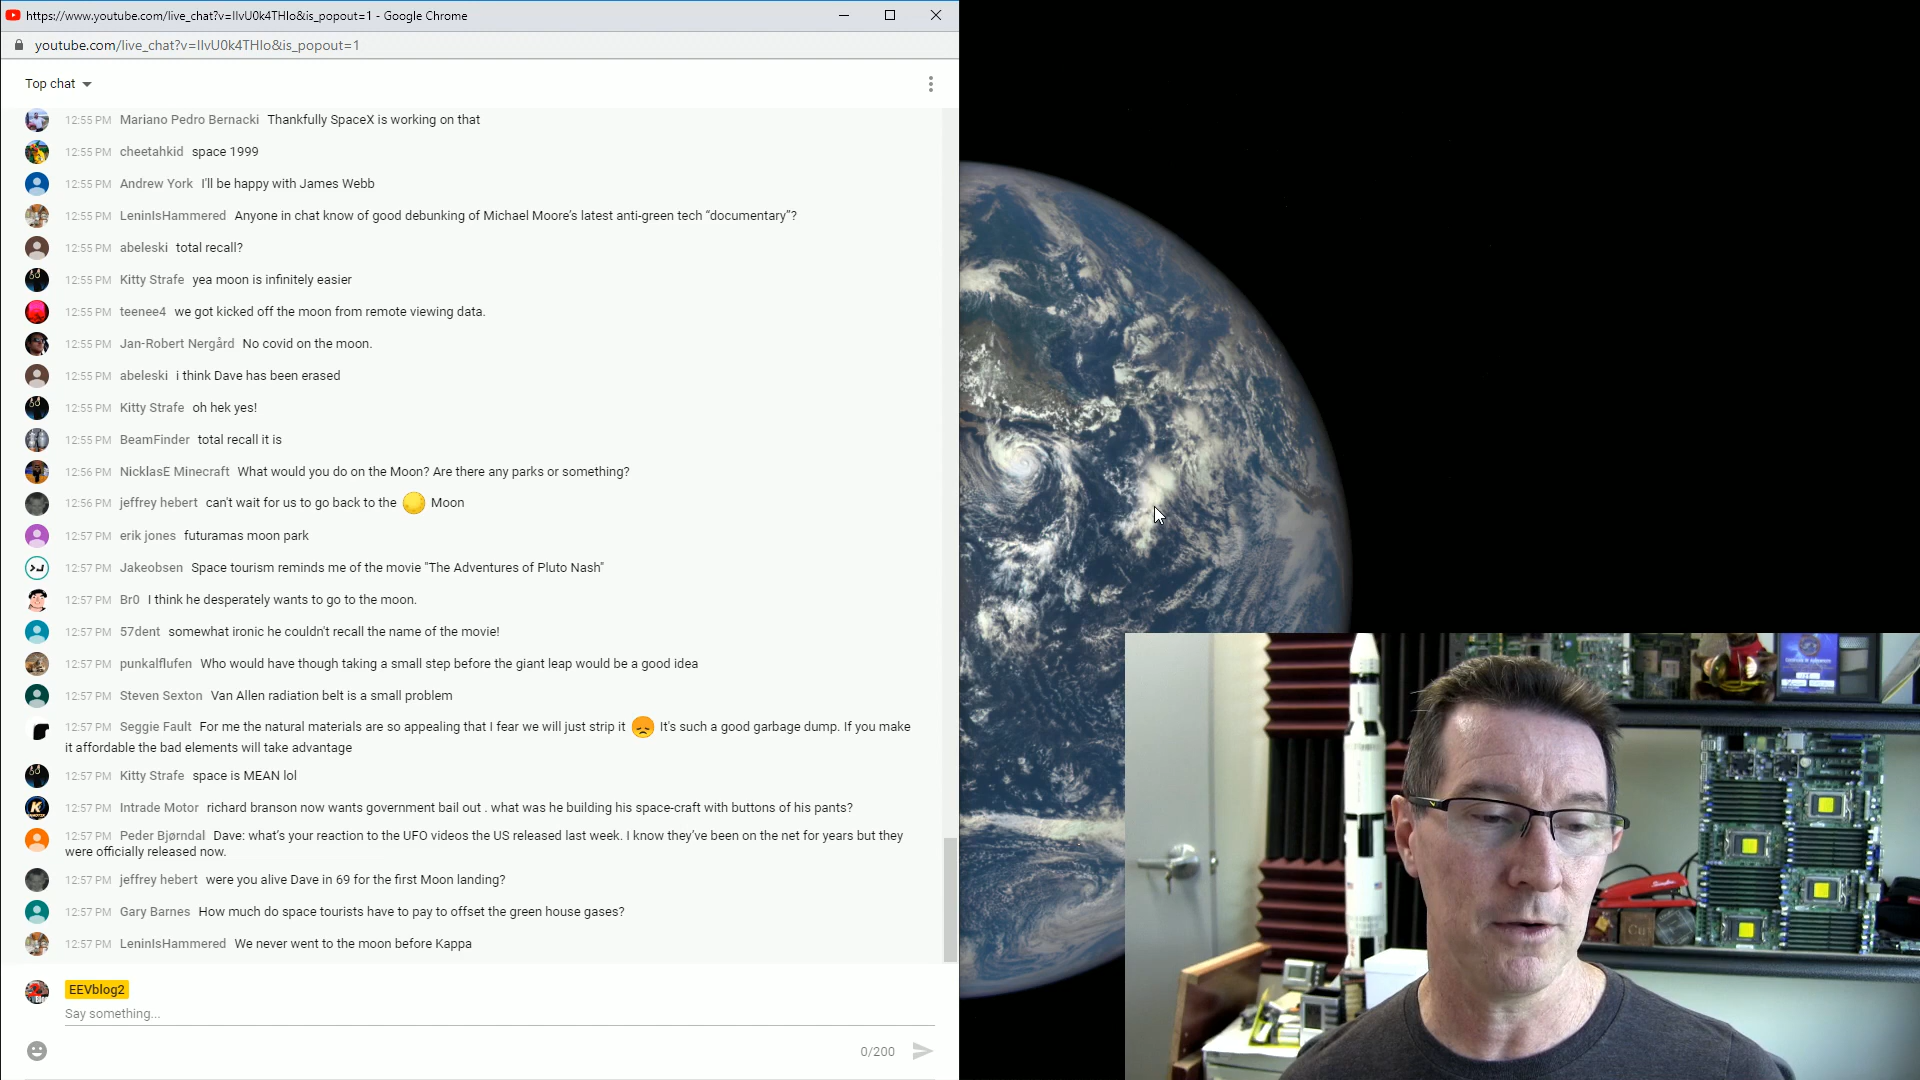 https://www.youtube.com/live_chat?v=IIvU0k4THIo&is_popout=1 - Google Chrome
youtube.com/live_chat?v=IIvU0k4THIo&is_popout=1
Top chat
12:55 PM Mariano Pedro Bernacki Thankfully SpaceX is working on that
12:55 PM cheetahkid space 1999
12:55 PM Andrew York I'll be happy with James Webb
12:55 PM LeninIsHammered Anyone in chat know of good debunking of Michael Moore's latest anti-green tech “documentary”?
12:55 PM abeleski total recall?
12:55 PM Kitty Strafe yea moon is infinitely easier
12:55 PM teenee4 we got kicked off the moon from remote viewing data.
12:55 PM Jan-Robert Nergård No covid on the moon.
12:55 PM abeleski i think Dave has been erased
12:55 PM Kitty Strafe oh hek yes!
12:55 PM BeamFinder total recall it is
12:56 PM NicklasE Minecraft What would you do on the Moon? Are there any parks or something?
12:56 PM jeffrey hebert can't wait for us to go back to the Moon
12:57 PM erik jones futuramas moon park
12:57 PM Jakeobsen Space tourism reminds me of the movie "The Adventures of Pluto Nash"
12:57 PM Br0 I think he desperately wants to go to the moon.
12:57 PM 57dent somewhat ironic he couldn't recall the name of the movie!
12:57 PM punkalflufen Who would have though taking a small step before the giant leap would be a good idea
12:57 PM Steven Sexton Van Allen radiation belt is a small problem
12:57 PM Seggie Fault For me the natural materials are so appealing that I fear we will just strip it It's such a good garbage dump. If you make
it affordable the bad elements will take advantage
12:57 PM Kitty Strafe space is MEAN lol
12:57 PM Intrade Motor richard branson now wants government bail out . what was he building his space-craft with buttons of his pants?
12:57 PM Peder Bjørndal Dave: what's your reaction to the UFO videos the US released last week. I know they've been on the net for years but they
were officially released now.
12:57 PM jeffrey hebert were you alive Dave in 69 for the first Moon landing?
12:57 PM Gary Barnes How much do space tourists have to pay to offset the green house gases?
12:57 PM LeninIsHammered We never went to the moon before Kappa
EEVblog2
Say something...
0/200